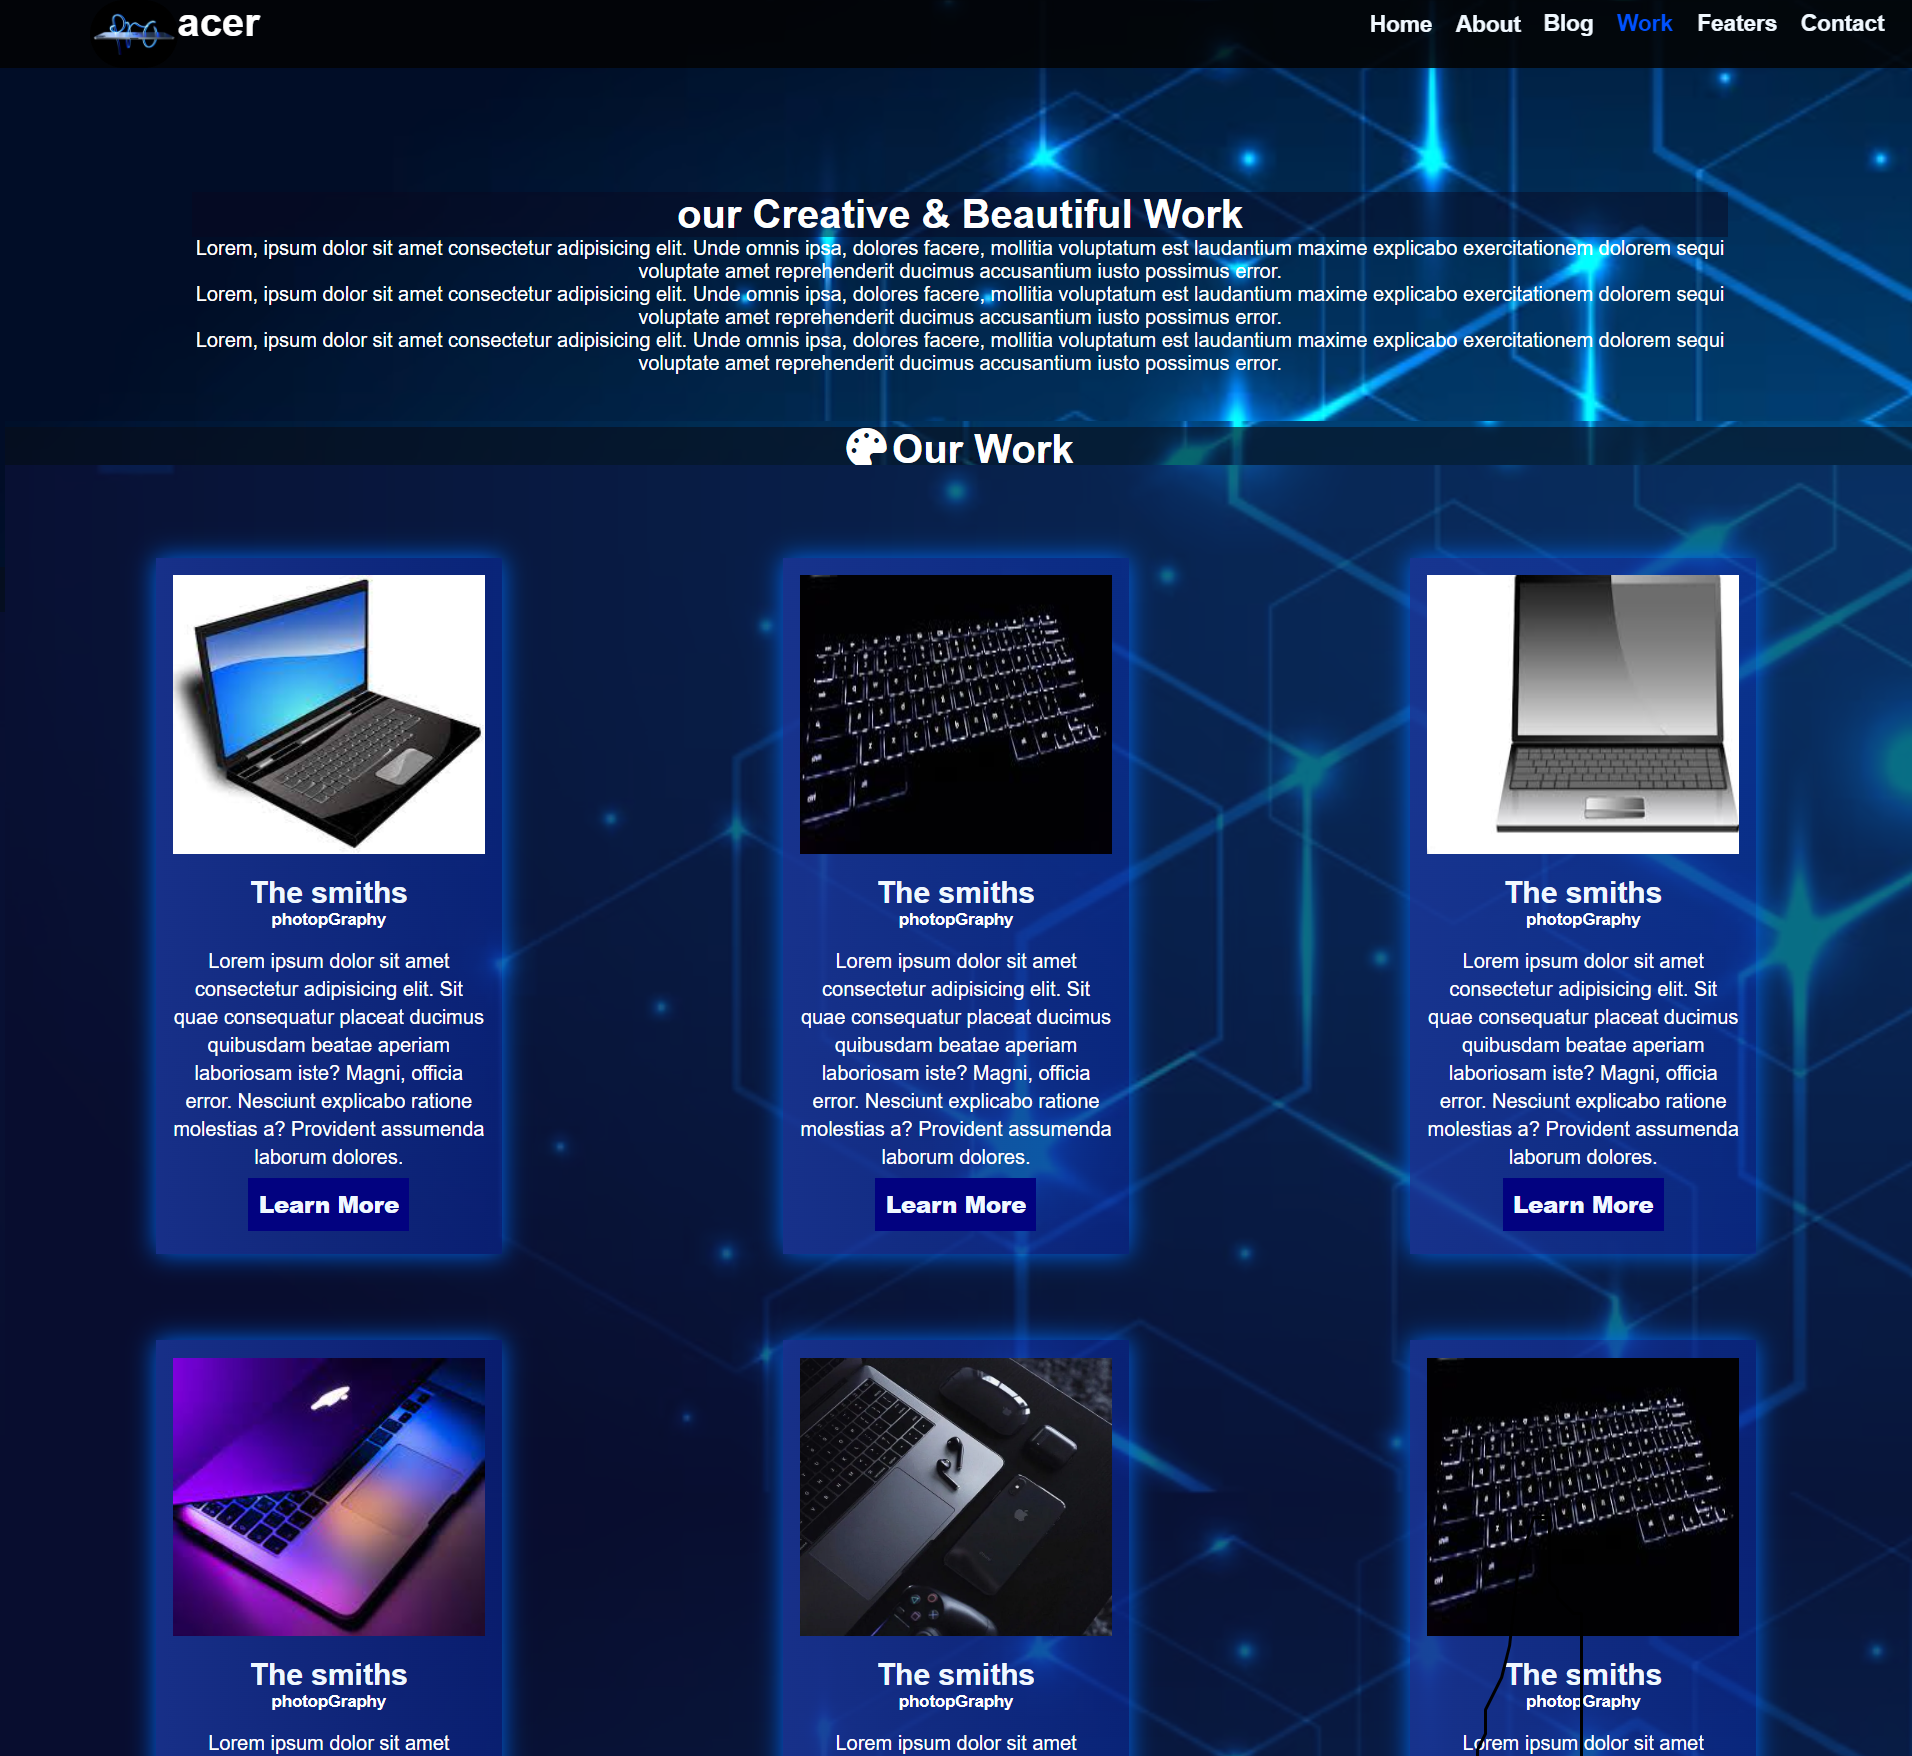 pro acer
Home About Blog Work Featers Contact
our Creative & Beautiful Work
Lorem, ipsum dolor sit amet consectetur adipisicing elit. Unde omnis ipsa, dolores facere, mollitia voluptatum est laudantium maxime explicabo exercitationem dolorem sequi
voluptate amet reprehenderit ducimus accusantium iusto possimus error.
Lorem, ipsum dolor sit amet consectetur adipisicing elit. Unde omnis ipsa, dolores facere, mollitia voluptatum est laudantium maxime explicabo exercitationem dolorem sequi
voluptate amet reprehenderit ducimus accusantium iusto possimus error.
Lorem, ipsum dolor sit amet consectetur adipisicing elit. Unde omnis ipsa, dolores facere, mollitia voluptatum est laudantium maxime explicabo exercitationem dolorem sequi
voluptate amet reprehenderit ducimus accusantium iusto possimus error.
Our Work
The smiths
photopGraphy
Lorem ipsum dolor sit amet
consectetur adipisicing elit. Sit
quae consequatur placeat ducimus
quibusdam beatae aperiam
laboriosam iste? Magni, officia
error. Nesciunt explicabo ratione
molestias a? Provident assumenda
laborum dolores.
Learn More
The smiths
photopGraphy
Lorem ipsum dolor sit amet
consectetur adipisicing elit. Sit
quae consequatur placeat ducimus
quibusdam beatae aperiam
laboriosam iste? Magni, officia
error. Nesciunt explicabo ratione
molestias a? Provident assumenda
laborum dolores.
Learn More
The smiths
photopGraphy
Lorem ipsum dolor sit amet
consectetur adipisicing elit. Sit
quae consequatur placeat ducimus
quibusdam beatae aperiam
laboriosam iste? Magni, officia
error. Nesciunt explicabo ratione
molestias a? Provident assumenda
laborum dolores.
Learn More
The smiths
photopGraphy
Lorem ipsum dolor sit amet
The smiths
photopGraphy
Lorem ipsum dolor sit amet
The smiths
photopGraphy
Lorem ipsum dolor sit amet